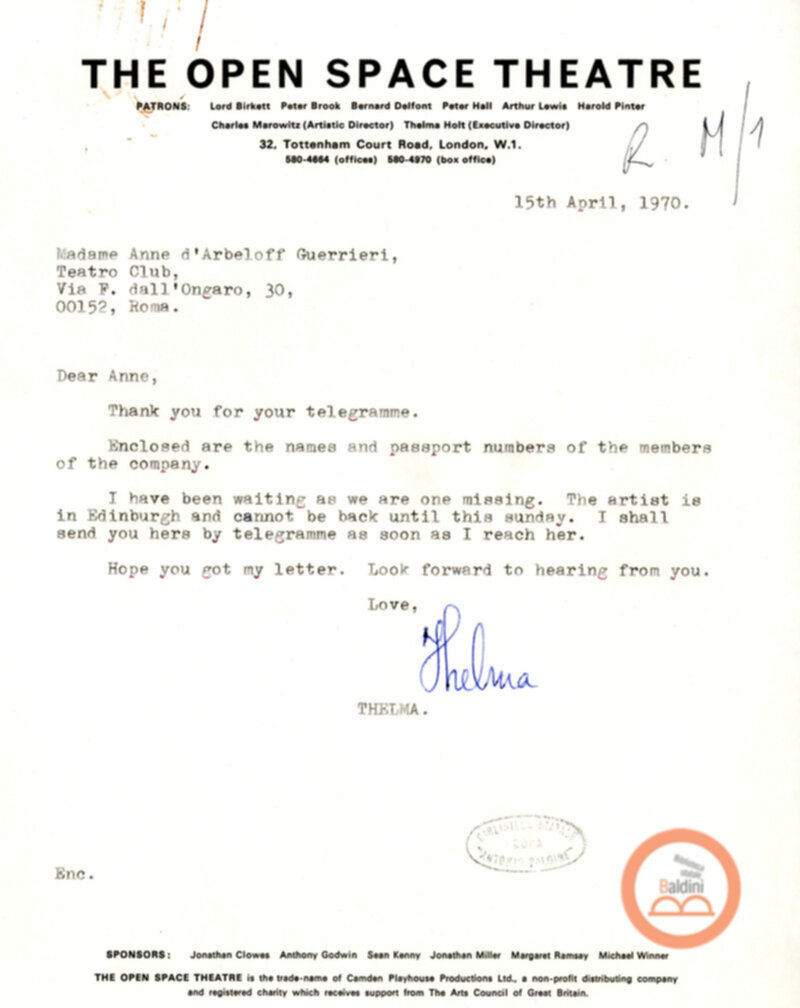 THE OPEN SPACE THEATRE
PATRONS: Lord Birkett Peter Brook Bernard Delfont Peter Hall Arthur Lewis Harold Pinter
Charles Marowitz (Artistic Director) Thelma Holt (Executive Director)
32, Tottenham Court Road, London, W.1.
580-4664 (offices) 580-4970 (box office)
R. M/1
15th April, 1970.
Madame Anne d'Arbeloff Guerrieri,
Teatro Club,
Via F. dall'Ongaro, 30,
00152, Roma.
Dear Anne,
Thank you for your telegramme.
Enclosed are the names and passport numbers of the members
of the company.
I have been waiting as we are one missing. The artist is
in Edinburgh and cannot be back until this sunday. I shall
send you hers by telegramme as soon as I reach her.
Hope you got my letter. Look forward to hearing from you.
Love,
Thelma
THELMA.
BIBLIOTECA STATALE
ROMA
"ANTONIO BALDINI"
Enc.
Biblioteca
statale
Baldini
SPONSORS: Jonathan Clowes Anthony Godwin Sean Kenny Jonathan Miller Margaret Ramsay Michael Winner
THE OPEN SPACE THEATRE is the trade-name of Camden Playhouse Productions Ltd., a non-profit distributing company
and registered charity which receives support from The Arts Council of Great Britain.